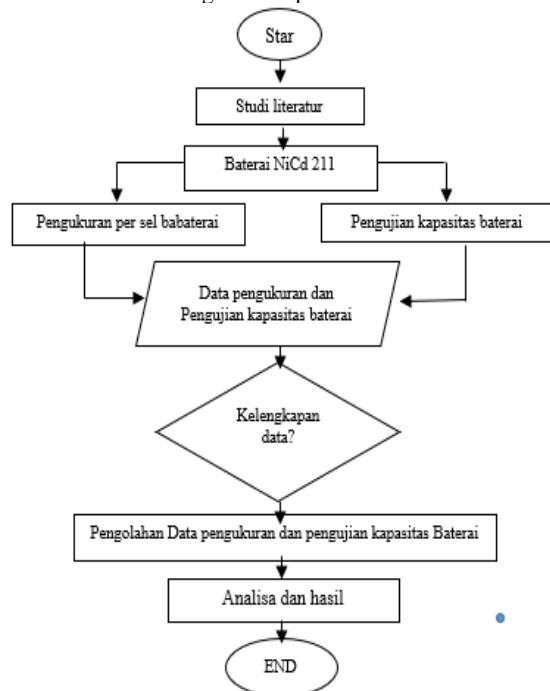 Star
Studi literatur
Baterai NiCd 211
Pengukuran per sel babaterai
Pengujian kapasitas baterai
Data pengukuran dan
Pengujian kapasitas baterai
Kelengkapan
data?
Pengolahan Data pengukuran dan pengujian kapasitas Baterai
Analisa dan hasil
END